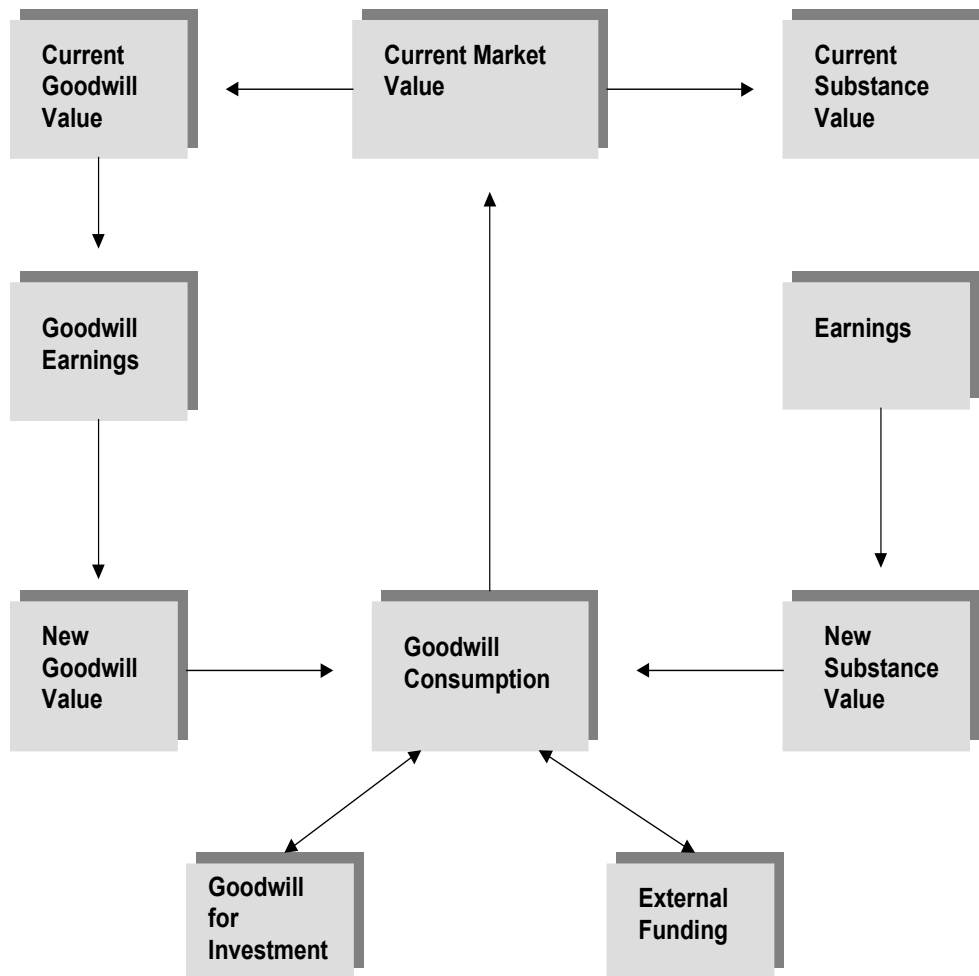 Current
Goodwill
Value
Current Market
Value
Current
Substance
Value
Goodwill
Earnings
Earnings
New
Goodwill
Value
Goodwill
Consumption
New
Substance
Value
Goodwill
for
Investment
External
Funding